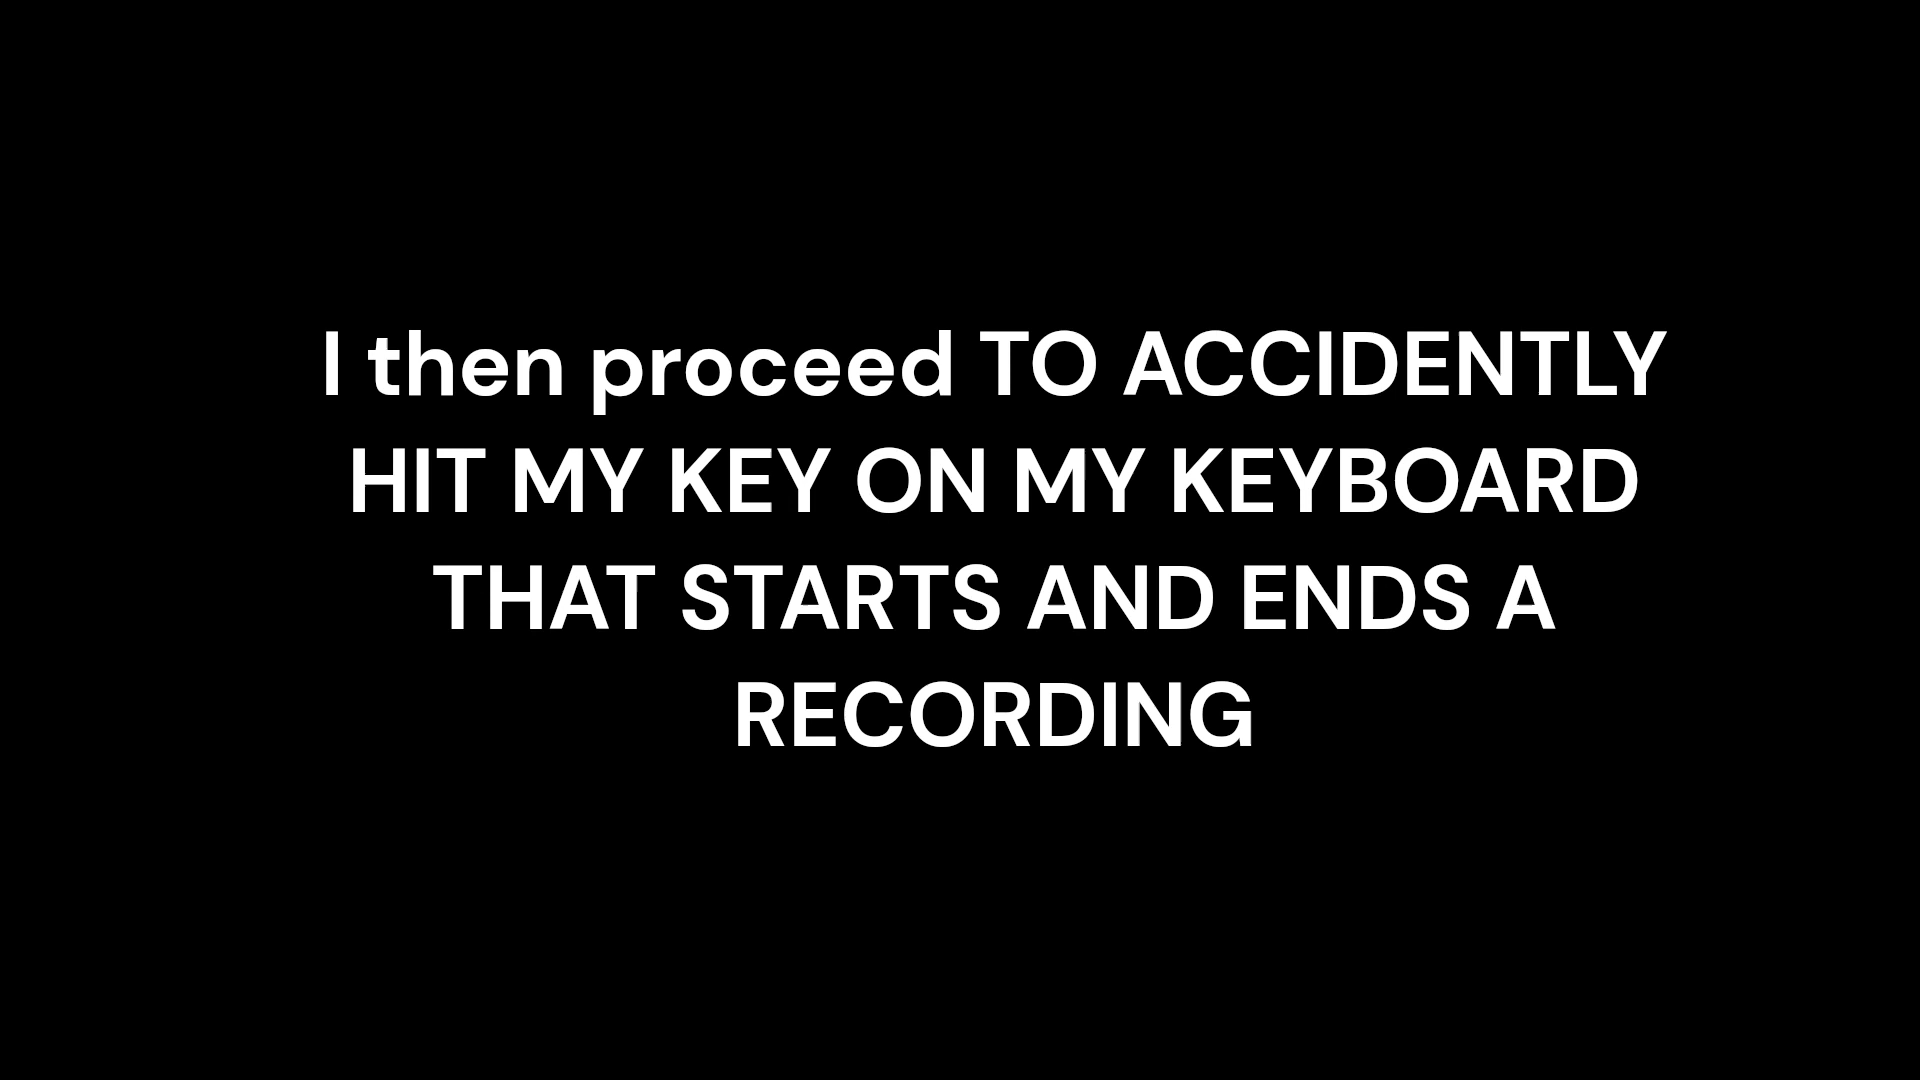 I then proceed TO ACCIDENTLY
HIT MY KEY ON MY KEYBOARD
THAT STARTS AND ENDS A
RECORDING